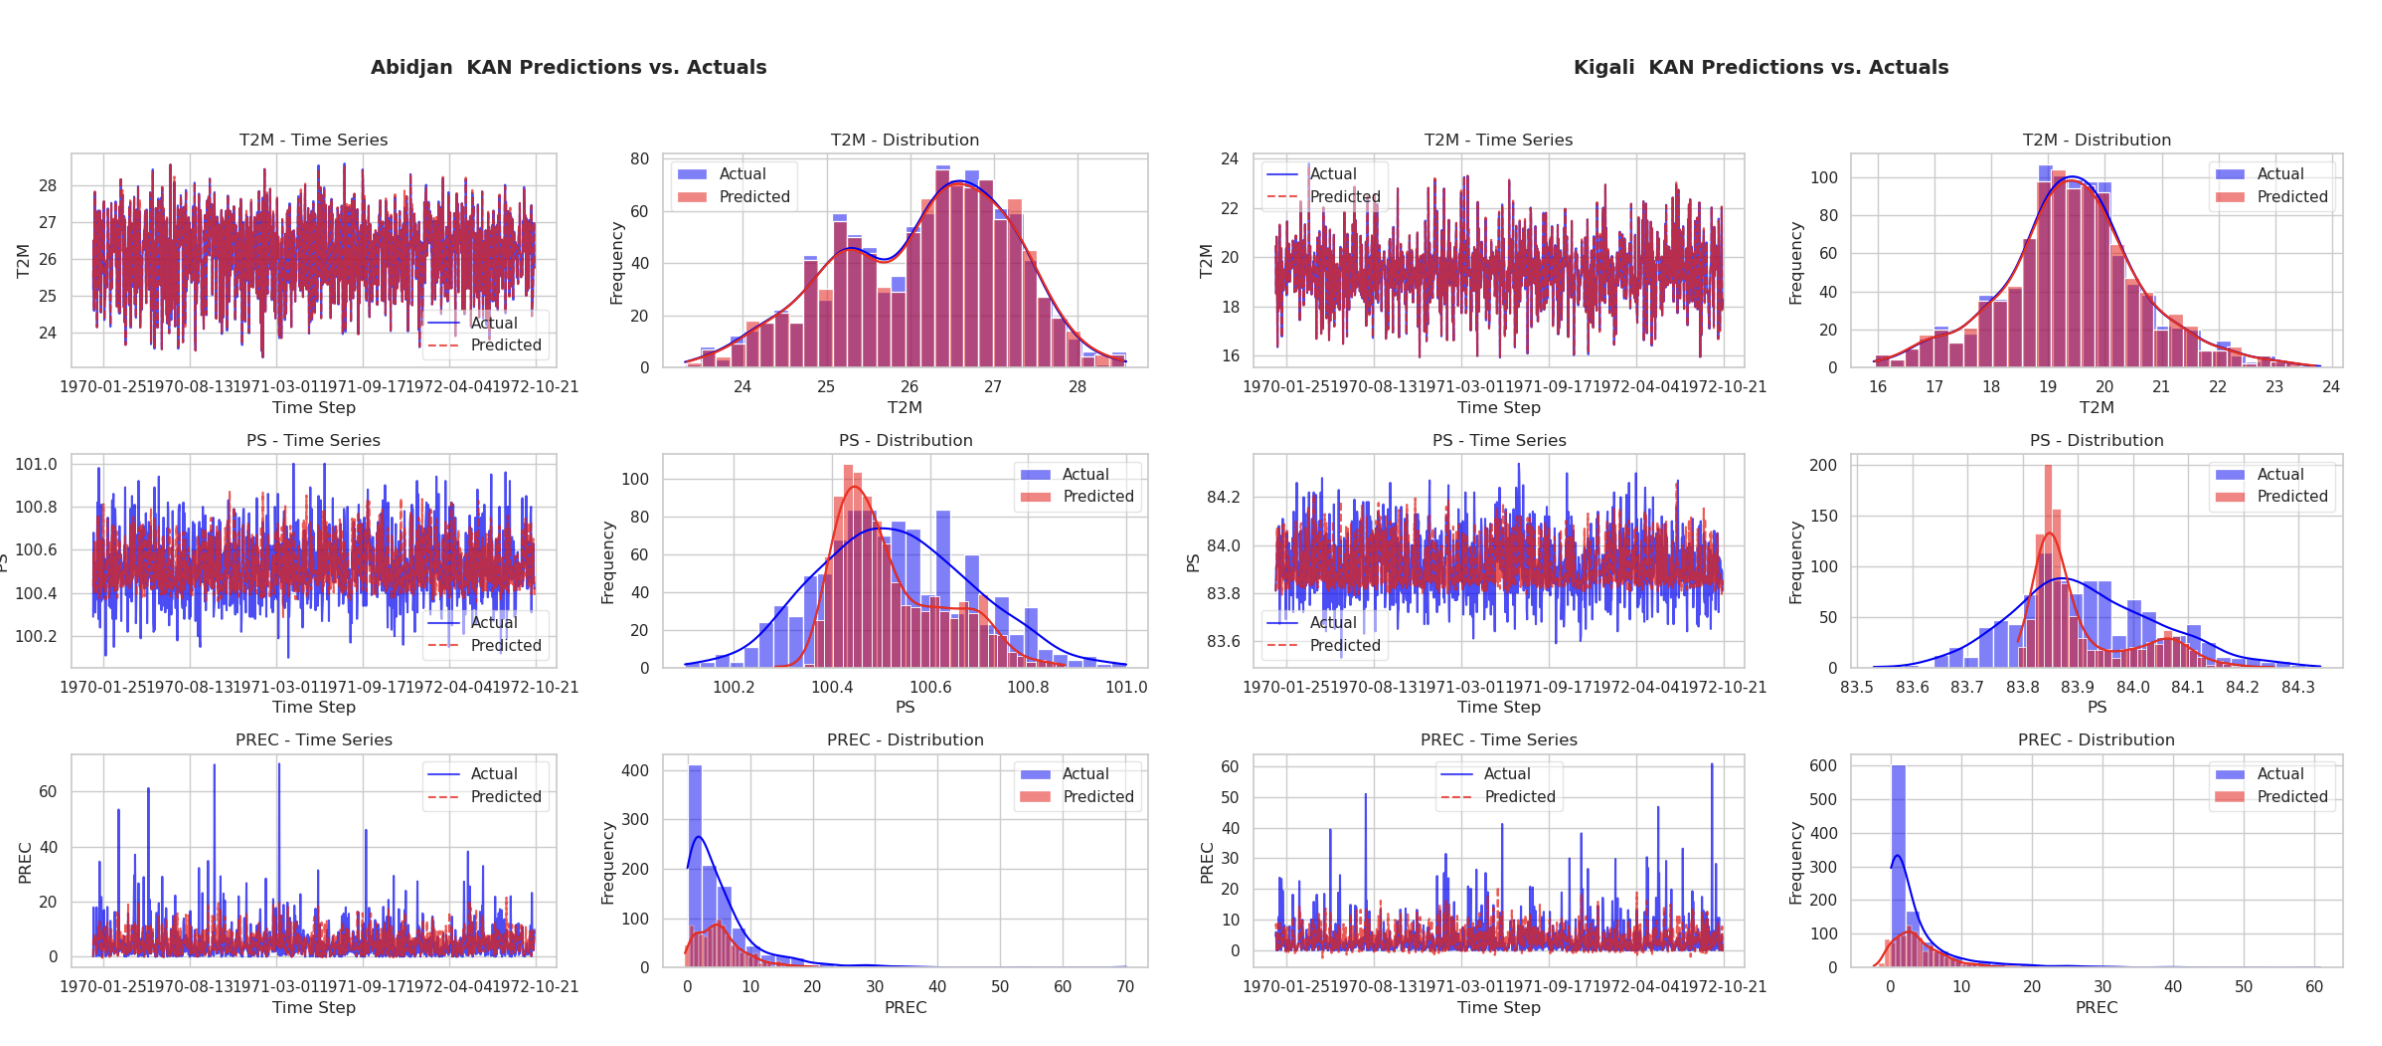 Abidjan  KAN Predictions vs. Actuals
Kigali  KAN Predictions vs. Actuals
T2M - Time Series
T2M
28
27
26
25
24
Actual
Predicted
1970-01-25 1970-08-13 1971-03-01 1971-09-17 1972-04-04 1972-10-21
Time Step
T2M - Distribution
Frequency
80
60
40
20
0
Actual
Predicted
24 25 26 27 28
T2M
T2M - Time Series
T2M
24
22
20
18
16
Actual
Predicted
1970-01-25 1970-08-13 1971-03-01 1971-09-17 1972-04-04 1972-10-21
Time Step
T2M - Distribution
Frequency
100
80
60
40
20
0
Actual
Predicted
16 17 18 19 20 21 22 23 24
T2M
PS - Time Series
PS
101.0
100.8
100.6
100.4
100.2
Actual
Predicted
1970-01-25 1970-08-13 1971-03-01 1971-09-17 1972-04-04 1972-10-21
Time Step
PS - Distribution
Frequency
100
80
60
40
20
0
Actual
Predicted
100.2 100.4 100.6 100.8 101.0
PS
PS - Time Series
PS
84.2
84.0
83.8
83.6
Actual
Predicted
1970-01-25 1970-08-13 1971-03-01 1971-09-17 1972-04-04 1972-10-21
Time Step
PS - Distribution
Frequency
200
150
100
50
0
Actual
Predicted
83.5 83.6 83.7 83.8 83.9 84.0 84.1 84.2 84.3
PS
PREC - Time Series
PREC
60
40
20
0
Actual
Predicted
1970-01-25 1970-08-13 1971-03-01 1971-09-17 1972-04-04 1972-10-21
Time Step
PREC - Distribution
Frequency
400
300
200
100
0
Actual
Predicted
0 10 20 30 40 50 60 70
PREC
PREC - Time Series
PREC
60
50
40
30
20
10
0
Actual
Predicted
1970-01-25 1970-08-13 1971-03-01 1971-09-17 1972-04-04 1972-10-21
Time Step
PREC - Distribution
Frequency
600
500
400
300
200
100
0
Actual
Predicted
0 10 20 30 40 50 60
PREC